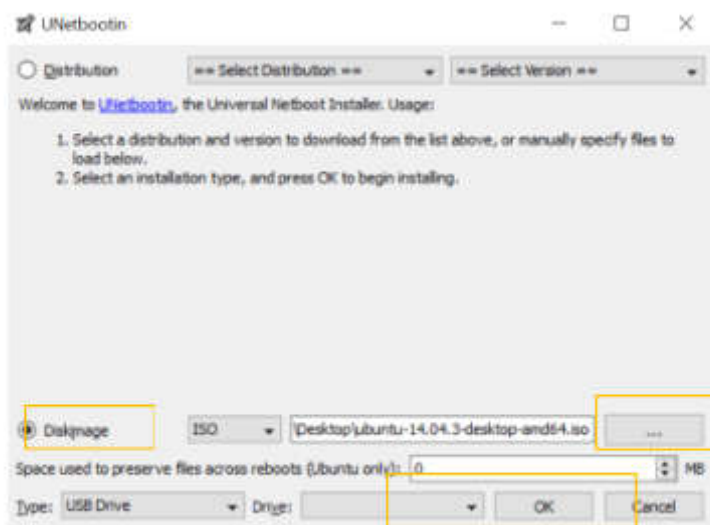 UNetbootin
Distribution == Select Distribution == == Select Version ==
Welcome to UNetbootin, the Universal Netboot Installer. Usage:
1. Select a distribution and version to download from the list above, or manually specify files to
load below.
2. Select an installation type, and press OK to begin installing.
Diskimage ISO \Desktop\ubuntu-14.04.3-desktop-amd64.iso ...
Space used to preserve files across reboots (Ubuntu only): 0 MB
Type: USB Drive Drive: OK Cancel